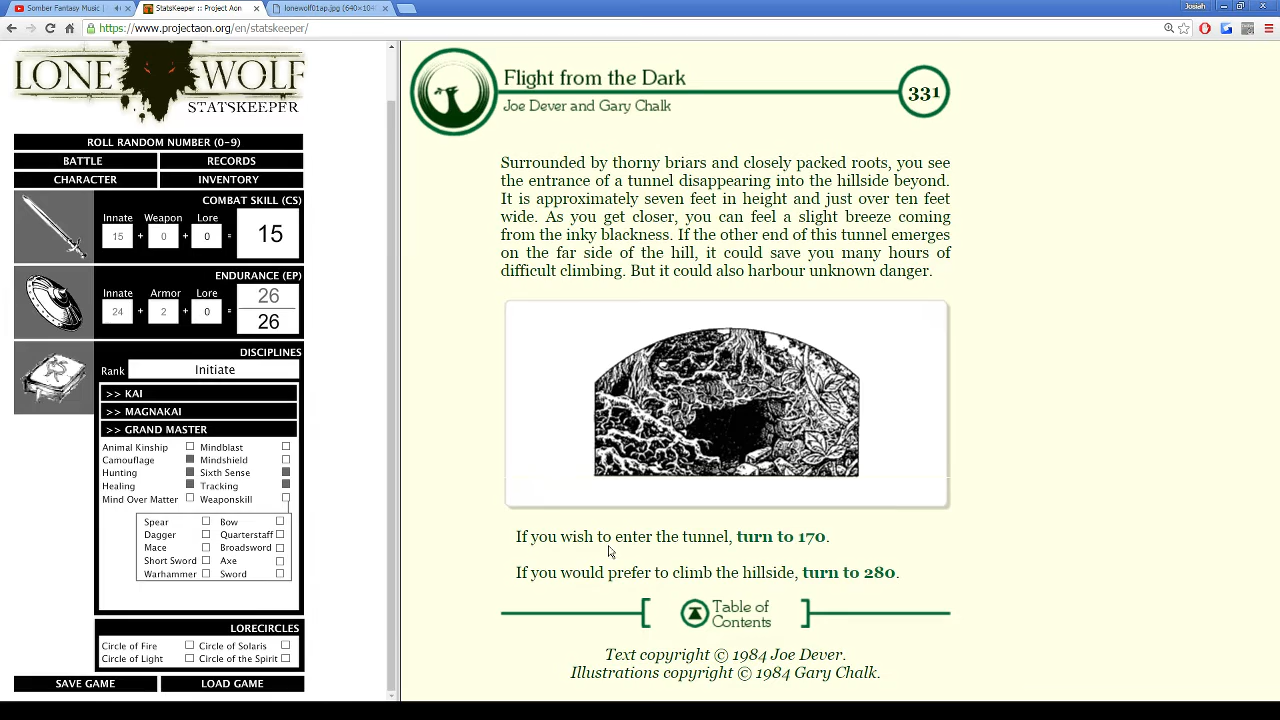 Somber Fantasy Music |
StatsKeeper :: Project Aon
lonewolf01ap.jpg (640×104
Josiah
https://www.projectaon.org/en/statskeeper/
LONE WOLF
STATSKEEPER
ROLL RANDOM NUMBER (0-9)
BATTLE RECORDS
CHARACTER INVENTORY
COMBAT SKILL (CS)
Innate Weapon Lore
15 + 0 + 0 = 15
ENDURANCE (EP)
Innate Armor Lore 26
24 + 2 + 0 = 26
DISCIPLINES
Rank Initiate
>> KAI
>> MAGNAKAI
>> GRAND MASTER
Animal Kinship Mindblast
Camouflage Mindshield
Hunting Sixth Sense
Healing Tracking
Mind Over Matter Weaponskill
Spear Bow
Dagger Quarterstaff
Mace Broadsword
Short Sword Axe
Warhammer Sword
LORECIRCLES
Circle of Fire Circle of Solaris
Circle of Light Circle of the Spirit
SAVE GAME LOAD GAME
Flight from the Dark
Joe Dever and Gary Chalk
331
Surrounded by thorny briars and closely packed roots, you see
the entrance of a tunnel disappearing into the hillside beyond.
It is approximately seven feet in height and just over ten feet
wide. As you get closer, you can feel a slight breeze coming
from the inky blackness. If the other end of this tunnel emerges
on the far side of the hill, it could save you many hours of
difficult climbing. But it could also harbour unknown danger.
If you wish to enter the tunnel, turn to 170.
If you would prefer to climb the hillside, turn to 280.
Table of
Contents
Text copyright © 1984 Joe Dever.
Illustrations copyright © 1984 Gary Chalk.